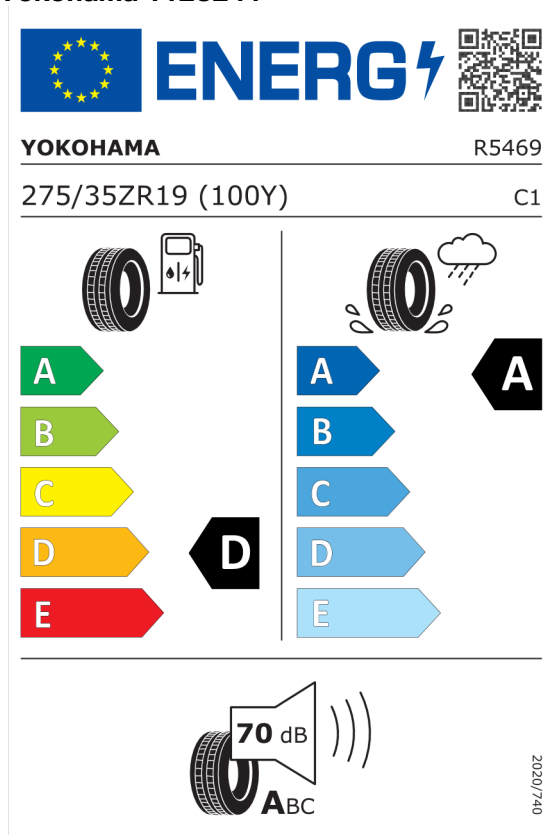 ENERG
YOKOHAMA R5469
275/35ZR19 (100Y) C1
A A A
B B
C C
D D D
E E
70 dB
ABC
2020/740